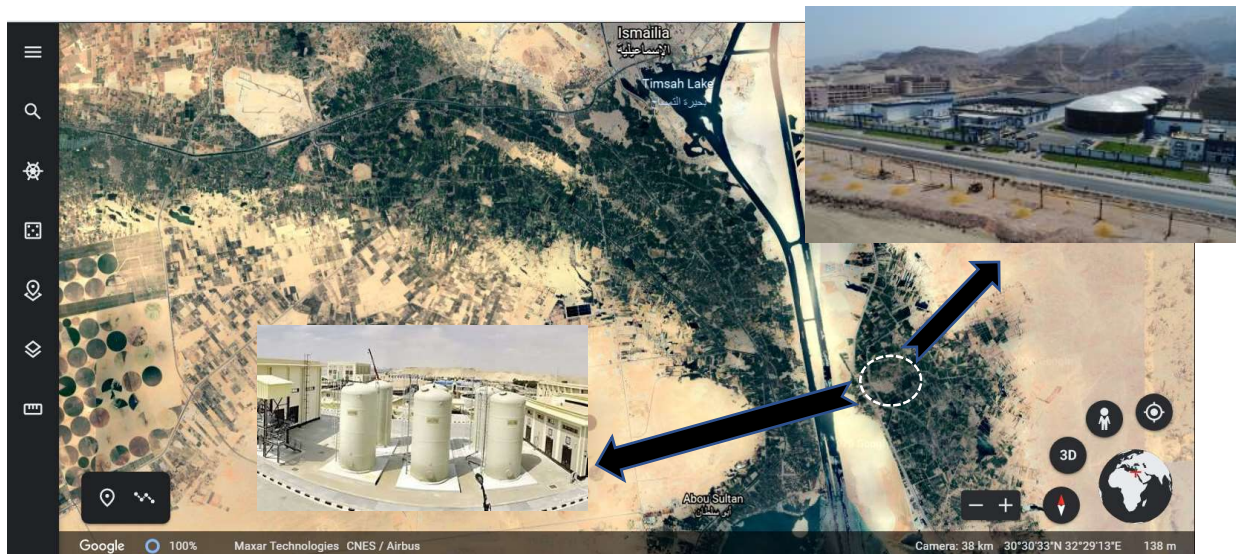 Ismailia
الإسماعيلية
Timsah Lake
بحيرة التمساح
Abou Sultan
أبو سلطان
3D
Google 100% Maxar Technologies CNES / Airbus Camera: 38 km 30°30'33"N 32°29'13"E 138 m